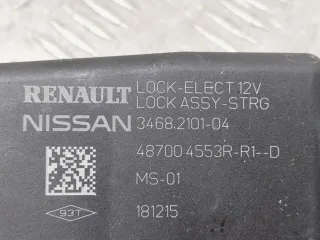 RENAULT LOCK-ELECT 12V
LOCK ASSY-STRG
NISSAN 3468.2101-04
48700 4553R-R1--D
MS-01
93T 181215